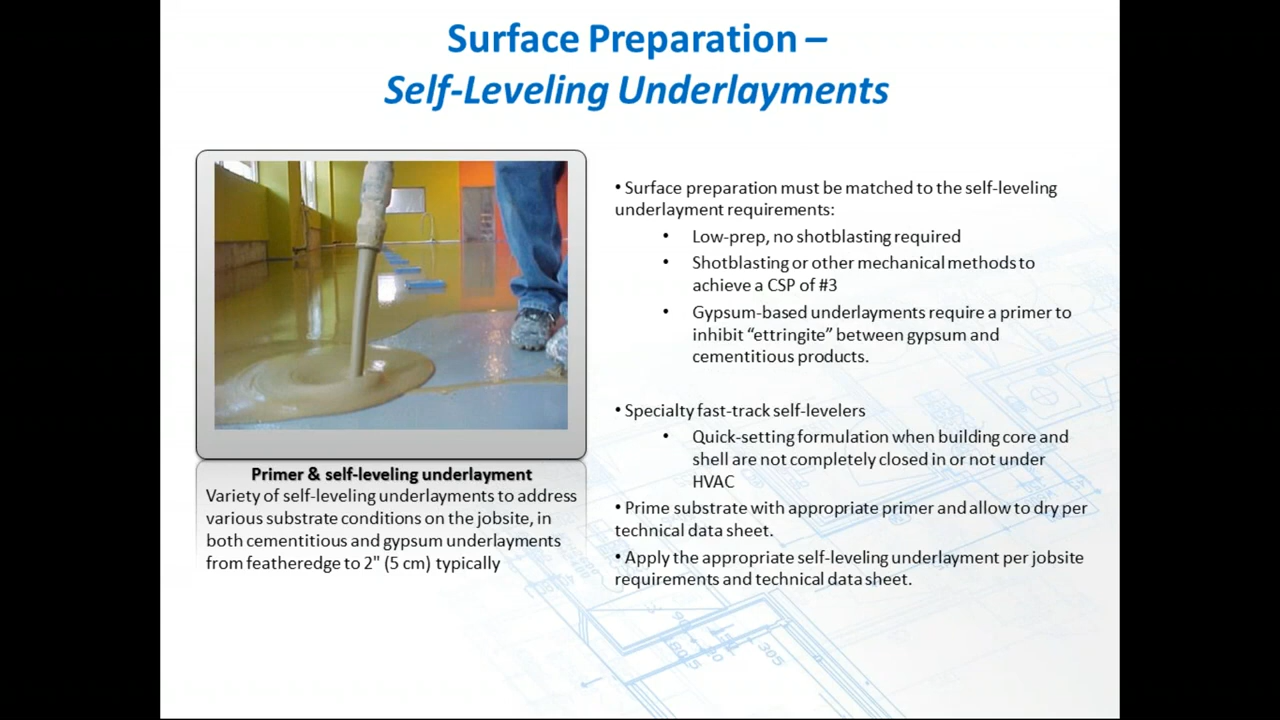 Surface Preparation –
Self-Leveling Underlayments
Primer & self-leveling underlayment
Variety of self-leveling underlayments to address
various substrate conditions on the jobsite, in
both cementitious and gypsum underlayments
from featheredge to 2" (5 cm) typically
• Surface preparation must be matched to the self-leveling
underlayment requirements:
• Low-prep, no shotblasting required
• Shotblasting or other mechanical methods to
achieve a CSP of #3
• Gypsum-based underlayments require a primer to
inhibit “ettringite” between gypsum and
cementitious products.
• Specialty fast-track self-levelers
• Quick-setting formulation when building core and
shell are not completely closed in or not under
HVAC
• Prime substrate with appropriate primer and allow to dry per
technical data sheet.
• Apply the appropriate self-leveling underlayment per jobsite
requirements and technical data sheet.
305